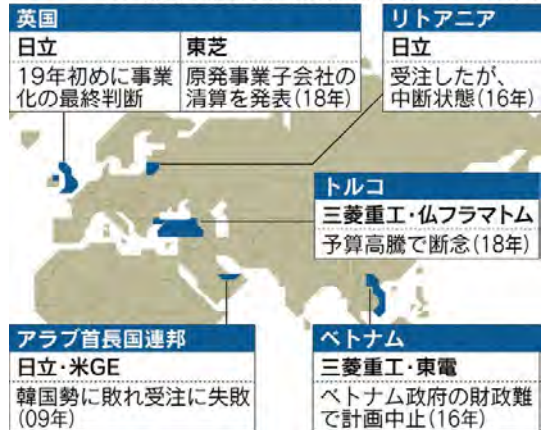 英国
日立
19年初めに事業
化の最終判断
東芝
原発事業子会社の
清算を発表(18年)
リトアニア
日立
受注したが、
中断状態(16年)
トルコ
三菱重工・仏フラマトム
予算高騰で断念(18年)
アラブ首長国連邦
日立・米GE
韓国勢に敗れ受注に失敗
(09年)
ベトナム
三菱重工・東電
ベトナム政府の財政難
で計画中止(16年)